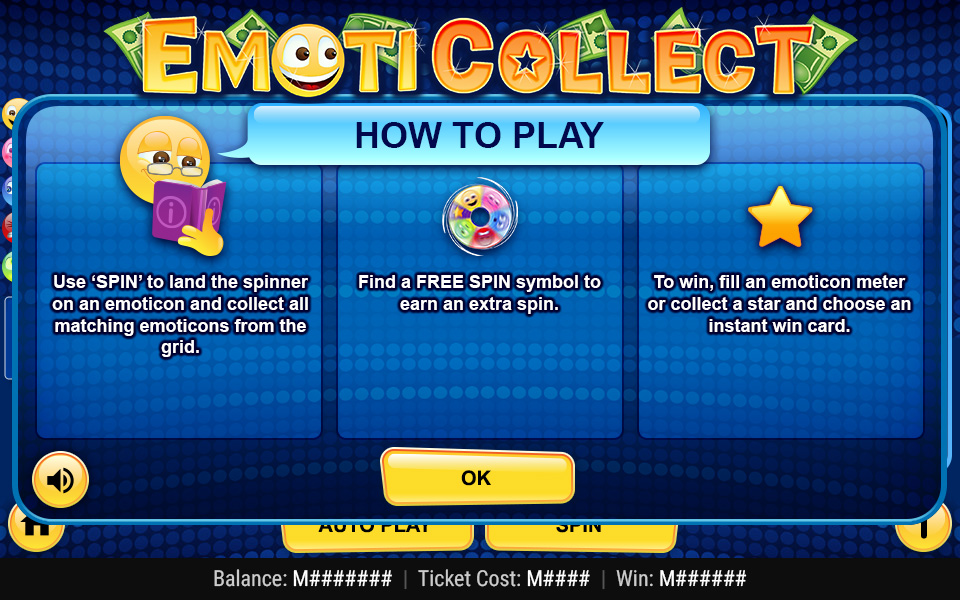 EMOTI COLLECT
HOW TO PLAY
Use ‘SPIN’ to land the spinner
on an emoticon and collect all
matching emoticons from the
grid.
Find a FREE SPIN symbol to
earn an extra spin.
To win, fill an emoticon meter
or collect a star and choose an
instant win card.
OK
AUTO PLAY
SPIN
Balance: M####### | Ticket Cost: M#### | Win: M######